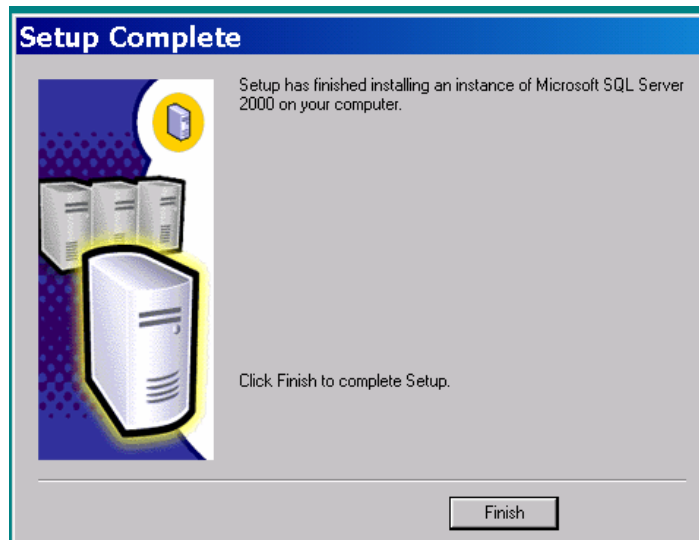 Setup Complete
Setup has finished installing an instance of Microsoft SQL Server
2000 on your computer.
Click Finish to complete Setup.
Finish